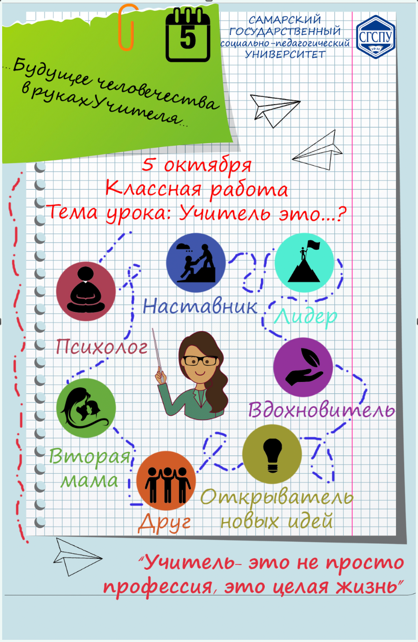 САМАРСКИЙ
ГОСУДАРСТВЕННЫЙ
социально-педагогический
УНИВЕРСИТЕТ
СГСПУ
5
...Будущее человечества
в руках Учителя...
5 октября
Классная работа
Тема урока: Учитель это...?
Наставник
Лидер
Психолог
Вдохновитель
Вторая
мама
Друг
Открыватель
новых идей
"Учитель- это не просто
профессия, это целая жизнь"